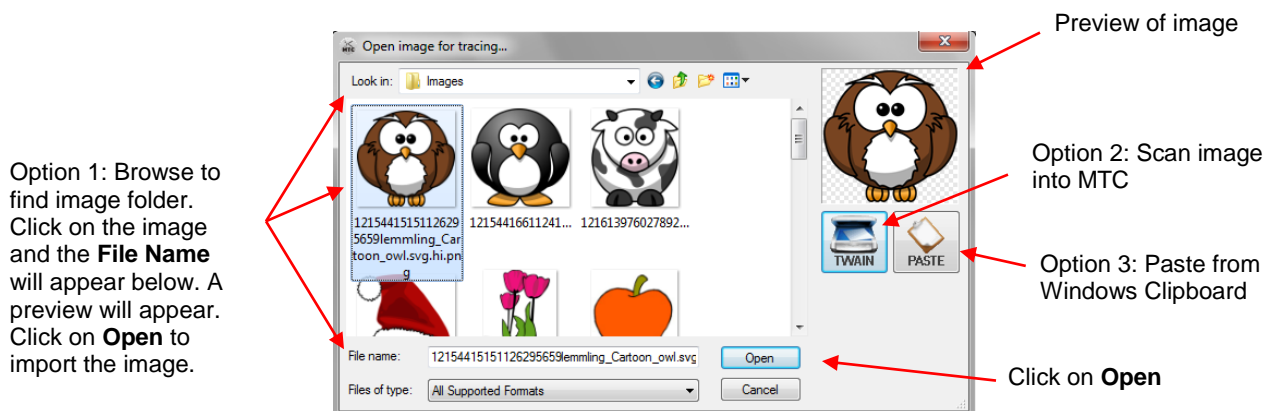 Preview of image
MTC
Open image for tracing...
Look in:
Images
Option 1: Browse to
find image folder.
Click on the image
and the File Name
will appear below. A
preview will appear.
Click on Open to
import the image.
1215441515112629
5659lemmling_Car
toon_owl.svg.hi.pn
g
12154416611241...
121613976027892...
Option 2: Scan image
into MTC
TWAIN
PASTE
Option 3: Paste from
Windows Clipboard
File name:
12154415151126295659lemmling_Cartoon_owl.svg
Open
Files of type:
All Supported Formats
Cancel
Click on Open